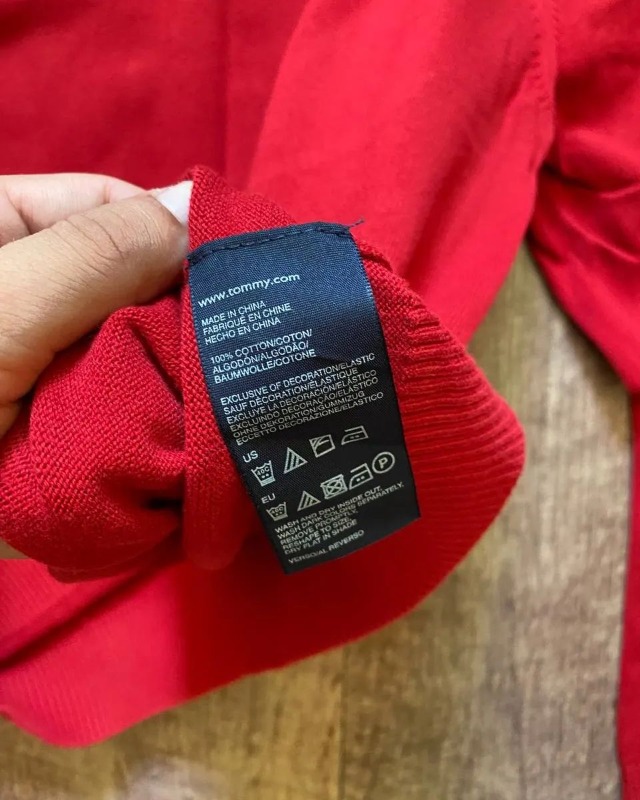 www.tommy.com
MADE IN CHINA
FABRIQUÉ EN CHINE
HECHO EN CHINA
100% COTTON/COTON/
ALGODÓN/ALGODÃO/
BAUMWOLLE/COTONE
EXCLUSIVE OF DECORATION/ELASTIC
SAUF DÉCORATION/ÉLASTIQUE
EXCLUYE LA DECORACIÓN/ELÁSTICO
EXCLUINDO DECORAÇÃO/ELÁSTICO
OHNE DEKORATION/GUMMIZUG
ECCETTO DECORAZIONE/ELASTICO
US
40C
EU
P
WASH AND DRY INSIDE OUT.
WASH DARK COLORS SEPARATELY.
REMOVE PROMPTLY.
RESHAPE TO SIZE.
DRY FLAT IN SHADE
VERSO/AL REVERSO